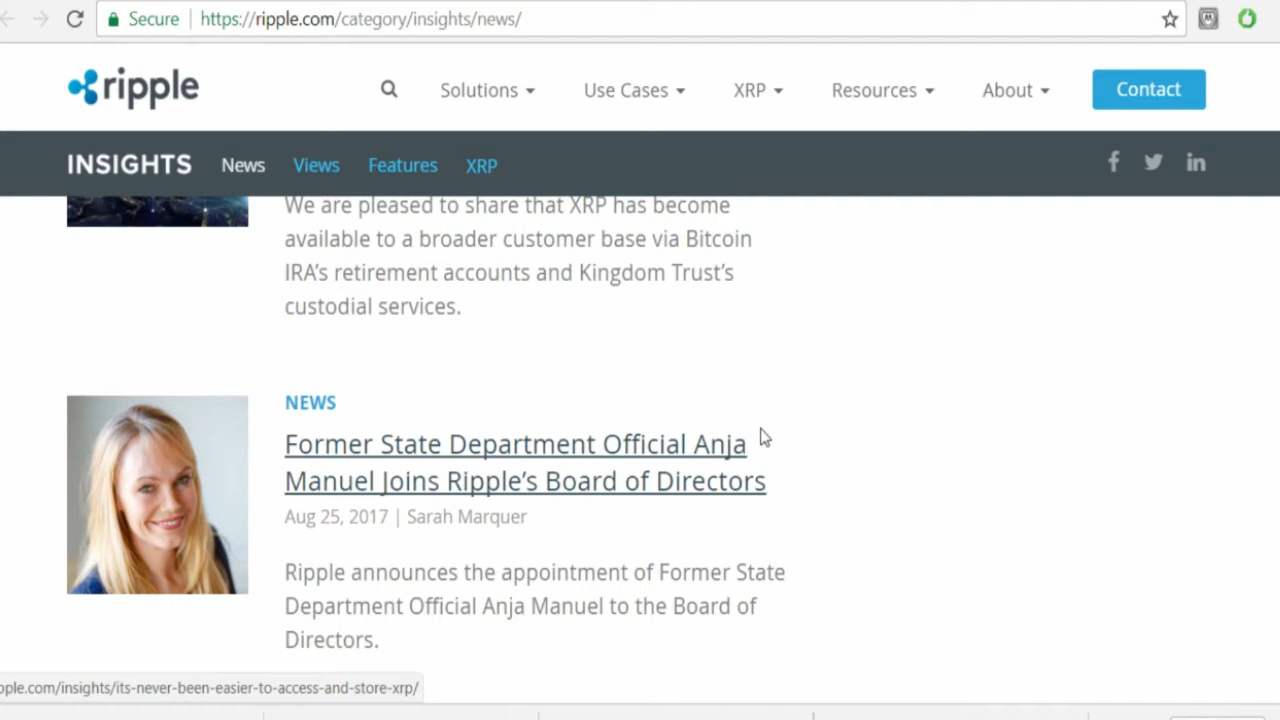 Secure
https://ripple.com/category/insights/news/
ripple
Solutions
Use Cases
XRP
Resources
About
Contact
INSIGHTS
News
Views
Features
XRP
We are pleased to share that XRP has become
available to a broader customer base via Bitcoin
IRA’s retirement accounts and Kingdom Trust’s
custodial services.
NEWS
Former State Department Official Anja
Manuel Joins Ripple’s Board of Directors
Aug 25, 2017 | Sarah Marquer
Ripple announces the appointment of Former State
Department Official Anja Manuel to the Board of
Directors.
ople.com/insights/its-never-been-easier-to-access-and-store-xrp/